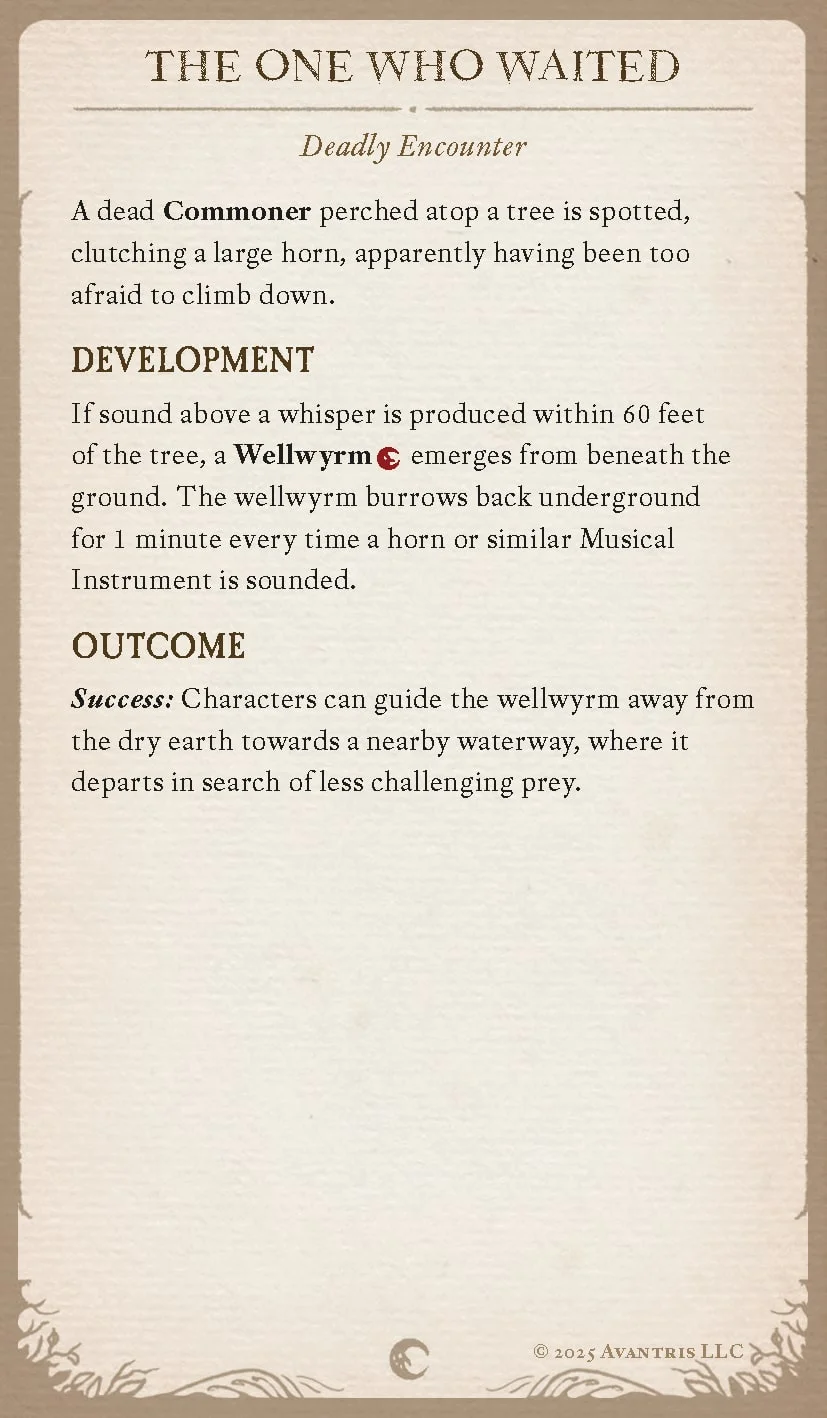 THE ONE WHO WAITED
Deadly Encounter
A dead Commoner perched atop a tree is spotted,
clutching a large horn, apparently having been too
afraid to climb down.
DEVELOPMENT
If sound above a whisper is produced within 60 feet
of the tree, a Wellwyrm emerges from beneath the
ground. The wellwyrm burrows back underground
for 1 minute every time a horn or similar Musical
Instrument is sounded.
OUTCOME
Success: Characters can guide the wellwyrm away from
the dry earth towards a nearby waterway, where it
departs in search of less challenging prey.
© 2025 AVANTRIS LLC